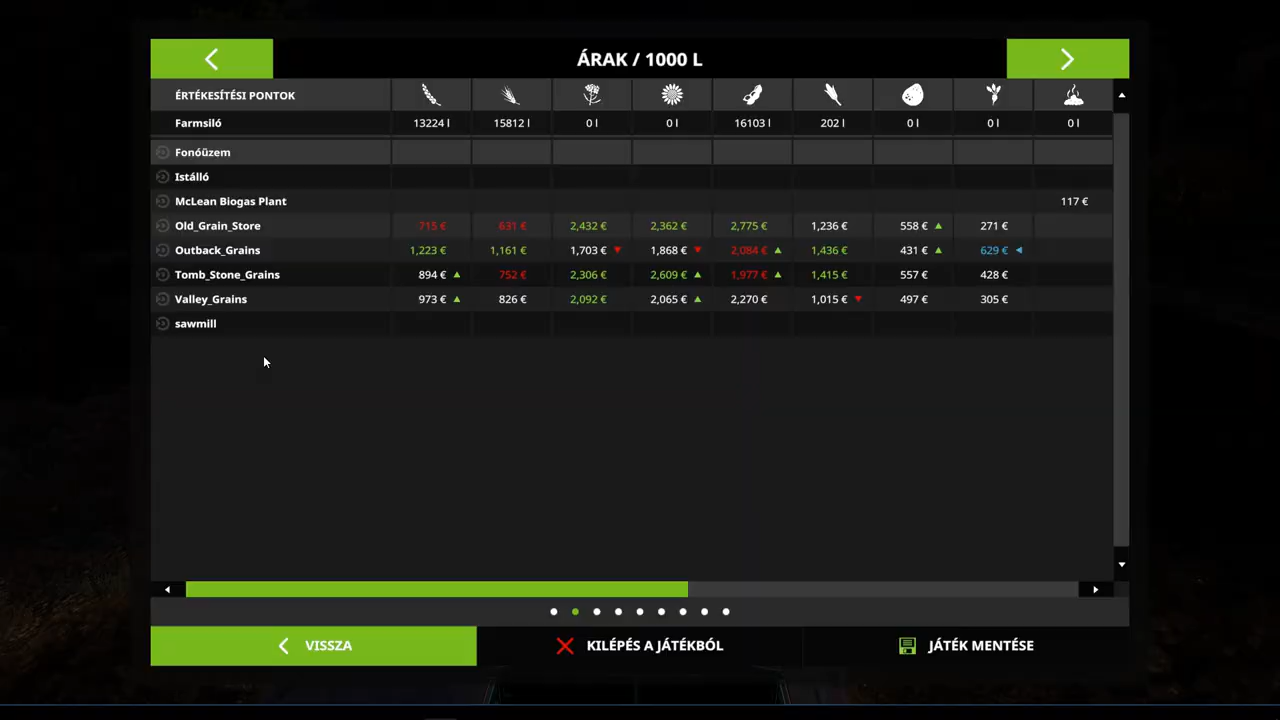 ÁRAK / 1000 L
ÉRTÉKESÍTÉSI PONTOK
Farmsiló 13224 l 15812 l 0 l 0 l 16103 l 202 l 0 l 0 l 0 l
Fonóüzem
Istálló
McLean Biogas Plant 117 €
Old_Grain_Store 715 € 631 € 2,432 € 2,362 € 2,775 € 1,236 € 558 € 271 €
Outback_Grains 1,223 € 1,161 € 1,703 € 1,868 € 2,084 € 1,436 € 431 € 629 €
Tomb_Stone_Grains 894 € 752 € 2,306 € 2,609 € 1,977 € 1,415 € 557 € 428 €
Valley_Grains 973 € 826 € 2,092 € 2,065 € 2,270 € 1,015 € 497 € 305 €
sawmill
VISSZA KILÉPÉS A JÁTÉKBÓL JÁTÉK MENTÉSE